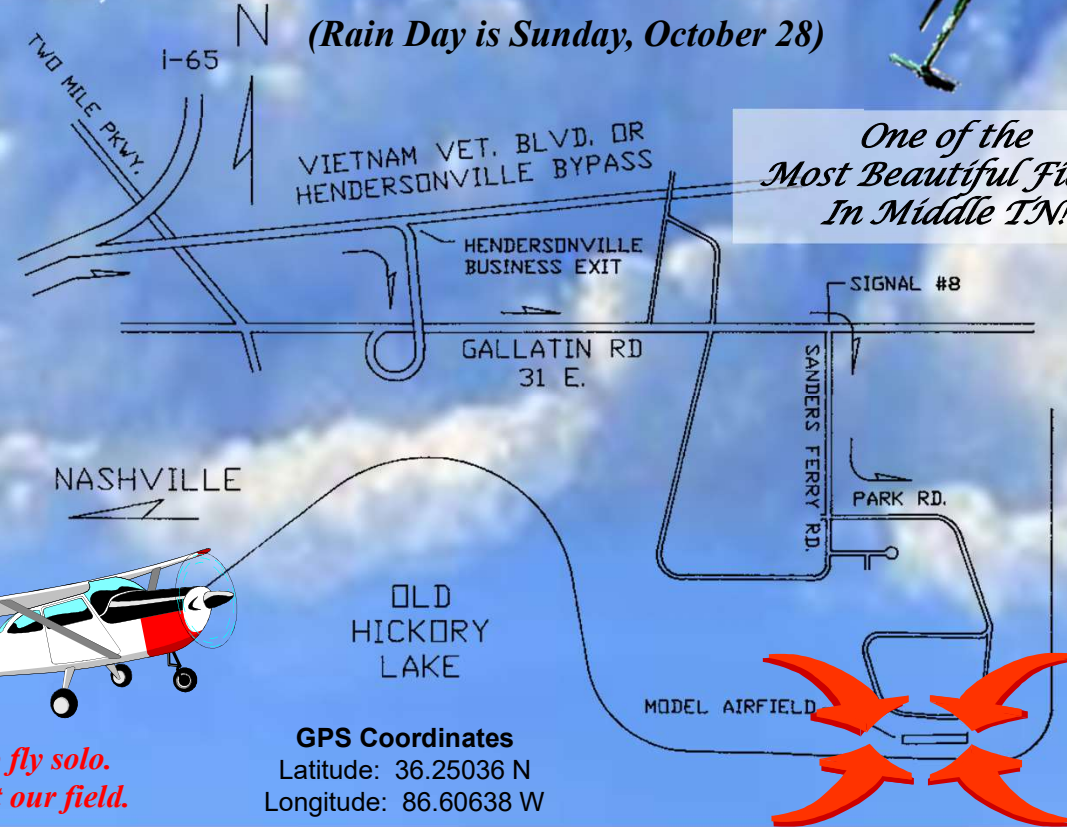 (Rain Day is Sunday, October 28)
N
I-65
TWO MILE PKWY.
VIETNAM VET. BLVD. OR
HENDERSONVILLE BYPASS
One of the
Most Beautiful
In Middle TN!
HENDERSONVILLE
BUSINESS EXIT
SIGNAL #8
GALLATIN RD
31 E.
SANDERS FERRY RD.
NASHVILLE
PARK RD.
OLD
HICKORY
LAKE
MODEL AIRFIELD
GPS Coordinates
Latitude: 36.25036 N
Longitude: 86.60638 W
fly solo.
our field.